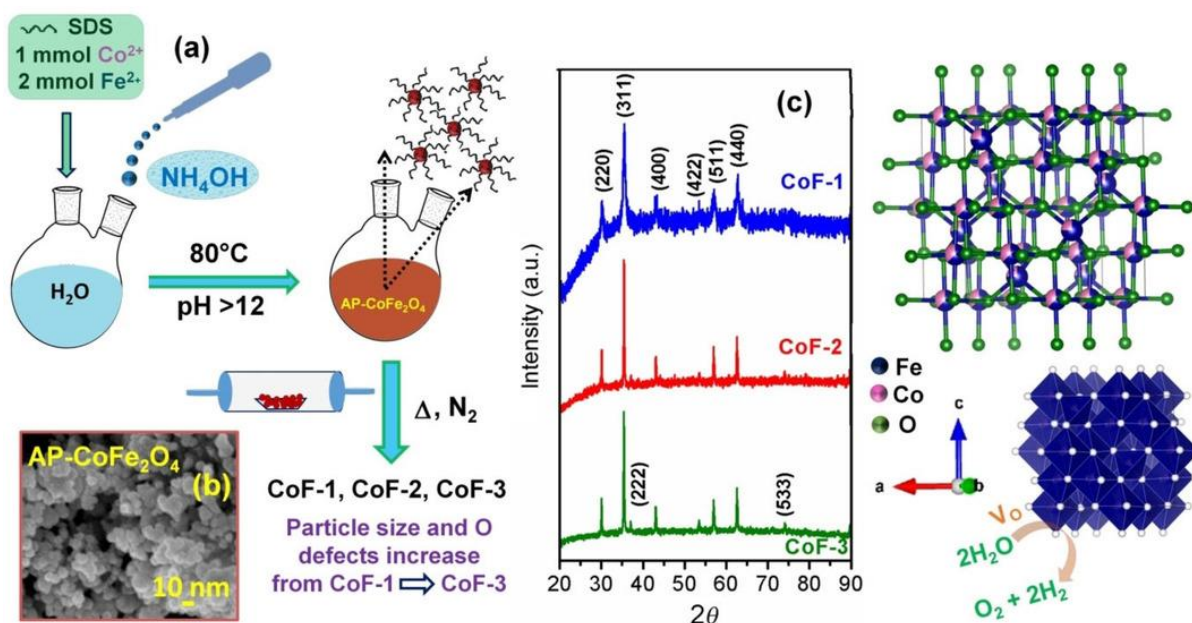 SDS
1 mmol Co²⁺
2 mmol Fe²⁺
(a)
NH₄OH
H₂O
80°C
pH >12
AP-CoFe₂O₄
Δ, N₂
AP-CoFe₂O₄
(b)
10 nm
CoF-1, CoF-2, CoF-3
Particle size and O
defects increase
from CoF-1 ⇨ CoF-3
(c)
Intensity (a.u.)
(220)
(311)
(400)
(422)
(511)
(440)
CoF-1
CoF-2
(222)
(533)
CoF-3
20 30 40 50 60 70 80 90
2θ
Fe
Co
O
c
a
b
Vo
2H₂O
O₂ + 2H₂